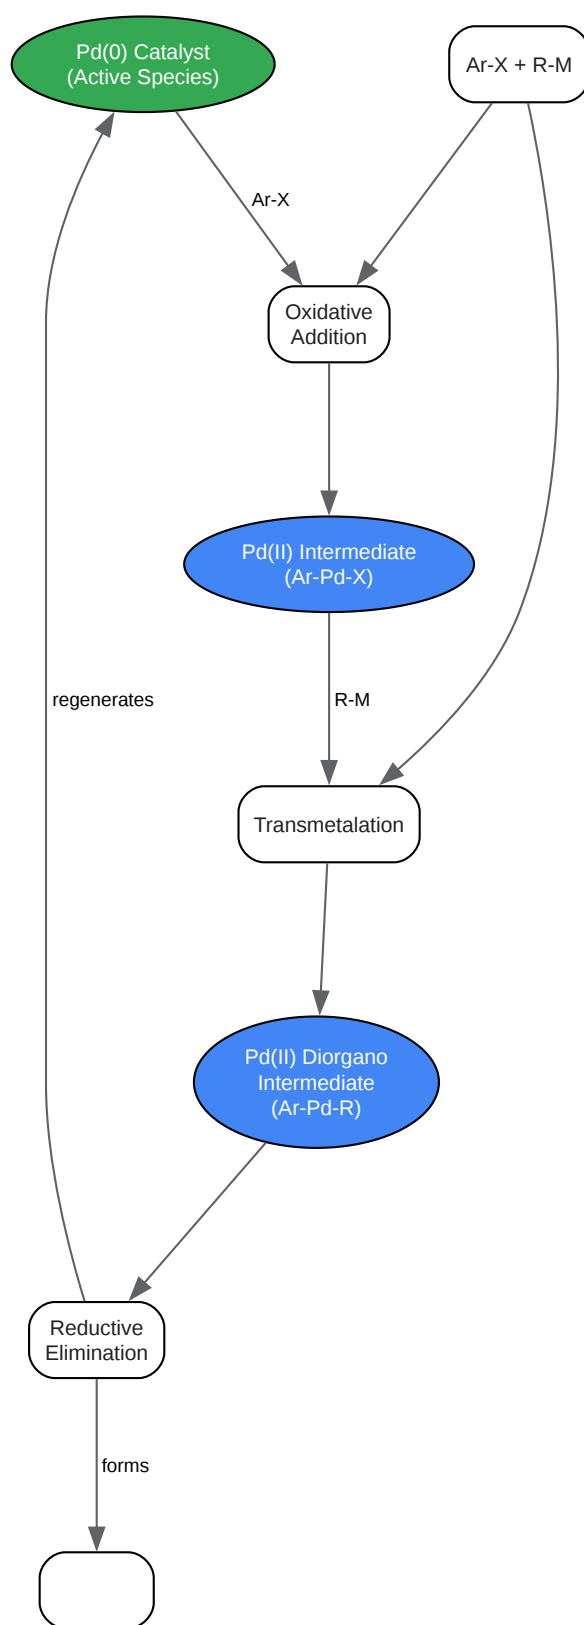 Pd(0) Catalyst
(Active Species)
Ar-X + R-M
Ar-X
Oxidative
Addition
Pd(II) Intermediate
(Ar-Pd-X)
regenerates
R-M
Transmetalation
Pd(II) Diorgano
Intermediate
(Ar-Pd-R)
Reductive
Elimination
forms